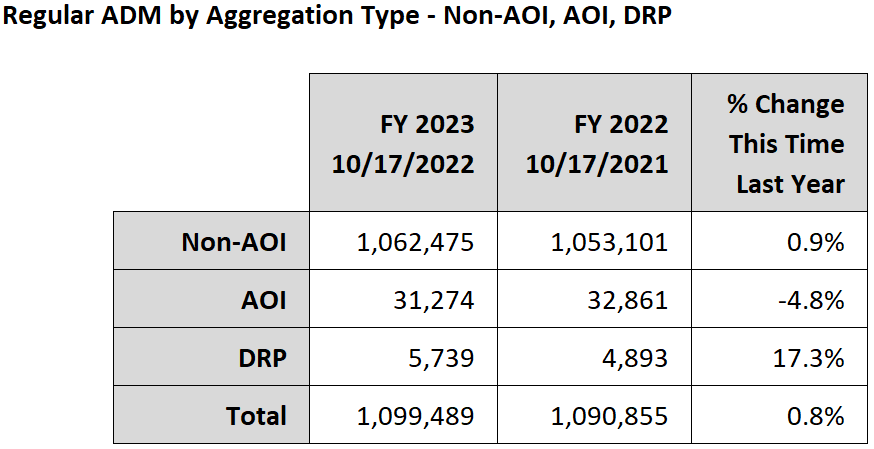 Regular ADM by Aggregation Type - Non-AOI, AOI, DRP
FY 2023 FY 2022 % Change
10/17/2022 10/17/2021 This Time
Last Year
Non-AOI 1,062,475 1,053,101 0.9%
AOI 31,274 32,861 -4.8%
DRP 5,739 4,893 17.3%
Total 1,099,489 1,090,855 0.8%